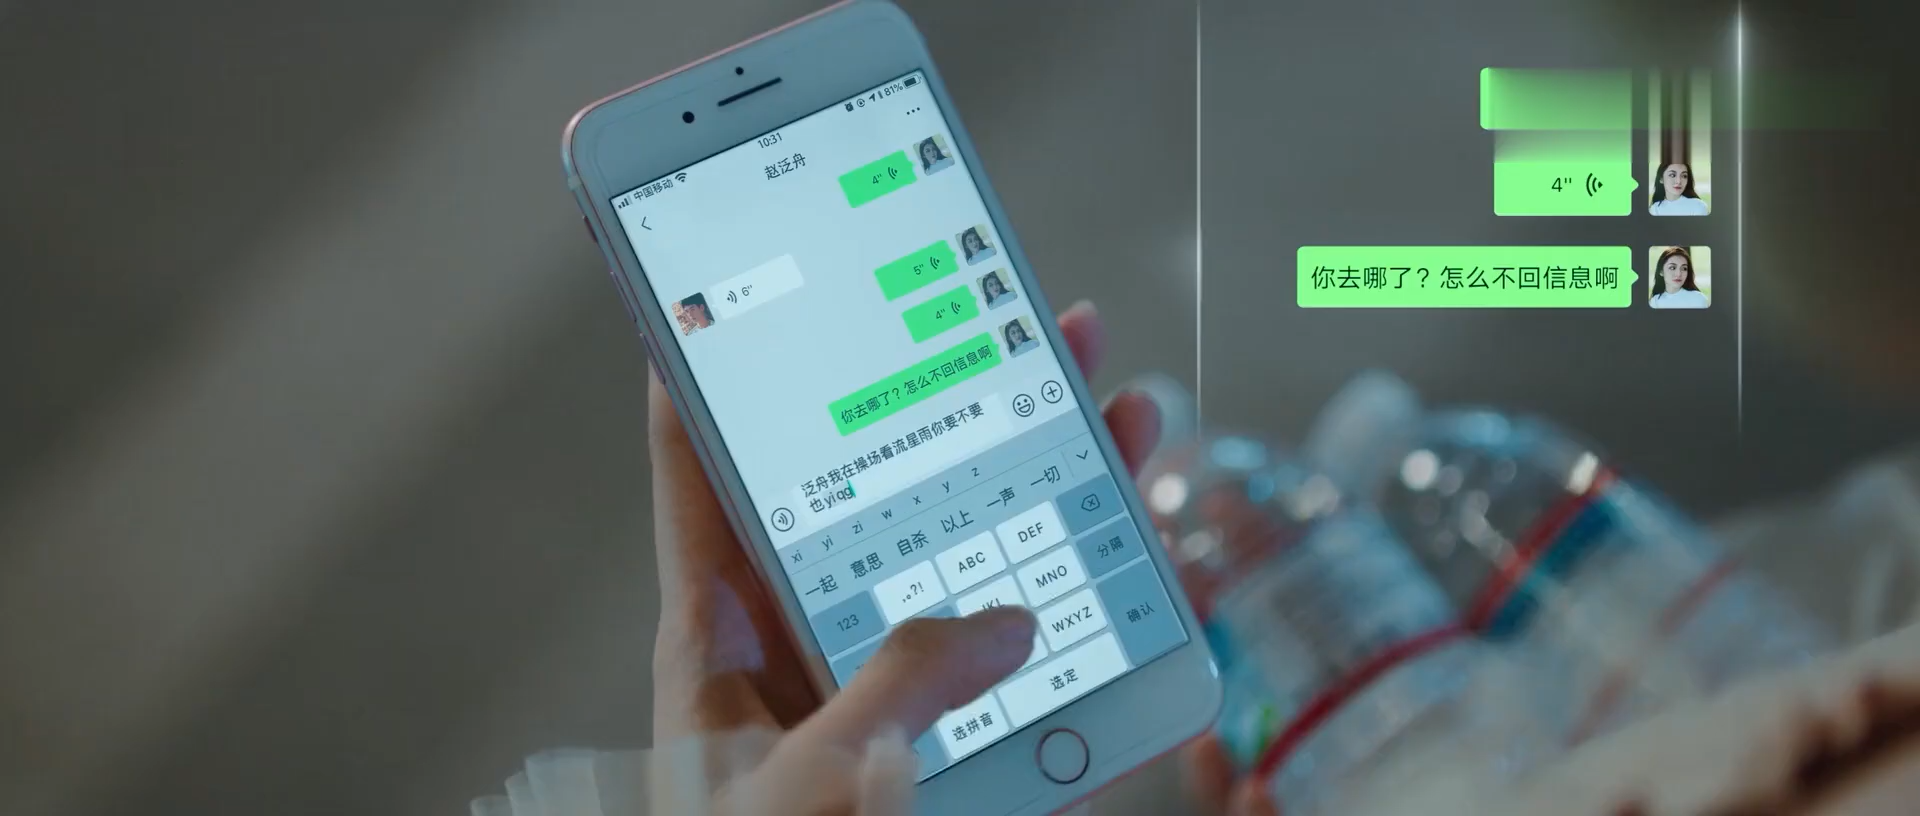 中国移动
10:31
81%
赵泛舟
4"
6"
5"
4"
你去哪了？怎么不回信息啊
泛舟我在操场看流星雨你要不要
也yi qg
xi yi zi w x y z
一起 意思 自杀 以上 一声 一切
123
,。?!
ABC
DEF
JKL
MNO
分隔
WXYZ
确认
选拼音
选定
4"
你去哪了？怎么不回信息啊